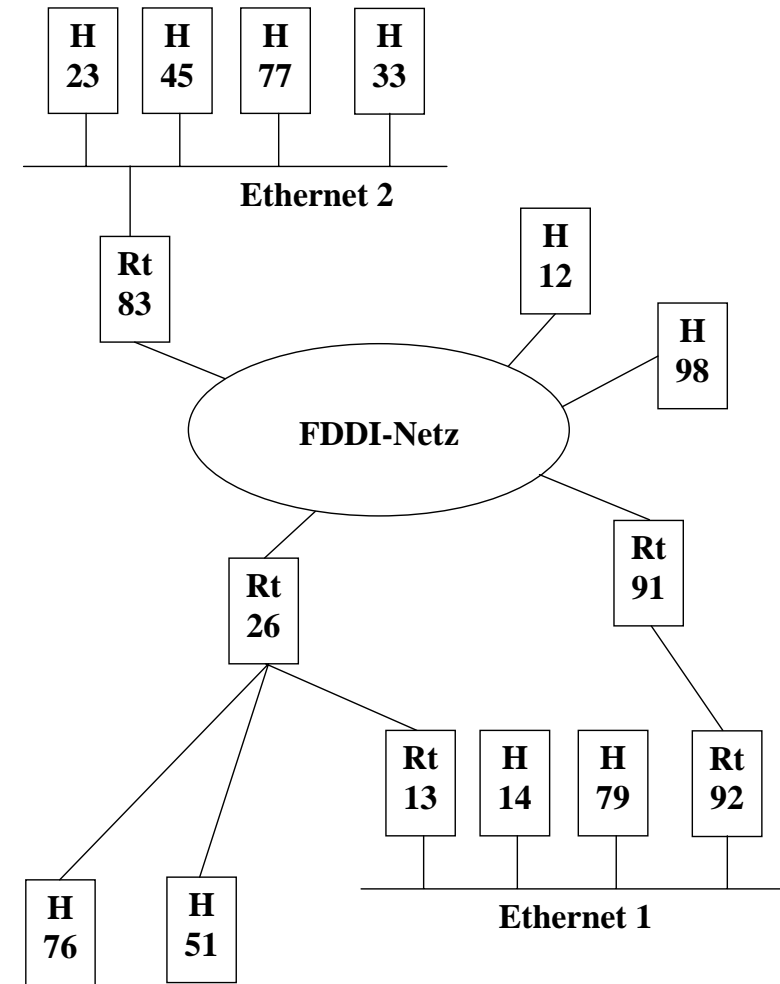 H
23
H
45
H
77
H
33
Ethernet 2
Rt
83
H
12
H
98
FDDI-Netz
Rt
91
Rt
26
Rt
13
H
14
H
79
Rt
92
Ethernet 1
H
76
H
51